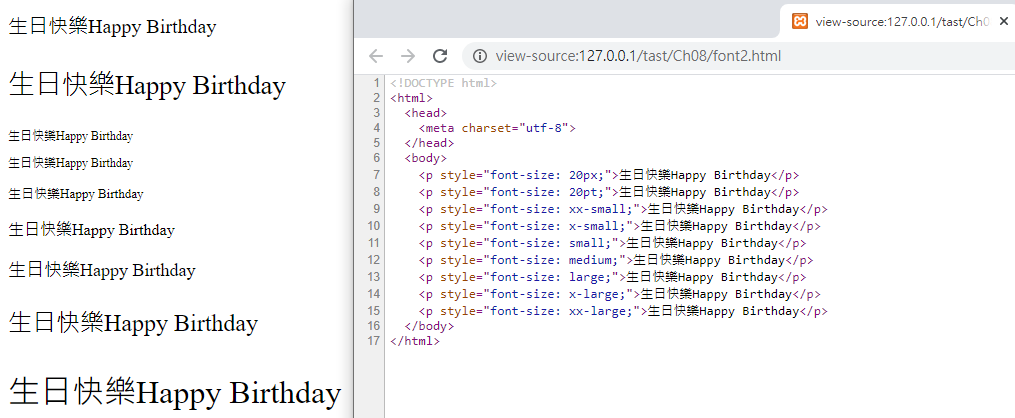 生日快樂Happy Birthday
生日快樂Happy Birthday
生日快樂Happy Birthday
生日快樂Happy Birthday
生日快樂Happy Birthday
生日快樂Happy Birthday
生日快樂Happy Birthday
生日快樂Happy Birthday
生日快樂Happy Birthday
view-source:127.0.0.1/tast/Ch0
view-source:127.0.0.1/tast/Ch08/font2.html
1 <!DOCTYPE html>
2 <html>
3   <head>
4     <meta charset="utf-8">
5   </head>
6   <body>
7     <p style="font-size: 20px;">生日快樂Happy Birthday</p>
8     <p style="font-size: 20pt;">生日快樂Happy Birthday</p>
9     <p style="font-size: xx-small;">生日快樂Happy Birthday</p>
10     <p style="font-size: x-small;">生日快樂Happy Birthday</p>
11     <p style="font-size: small;">生日快樂Happy Birthday</p>
12     <p style="font-size: medium;">生日快樂Happy Birthday</p>
13     <p style="font-size: large;">生日快樂Happy Birthday</p>
14     <p style="font-size: x-large;">生日快樂Happy Birthday</p>
15     <p style="font-size: xx-large;">生日快樂Happy Birthday</p>
16   </body>
17 </html>